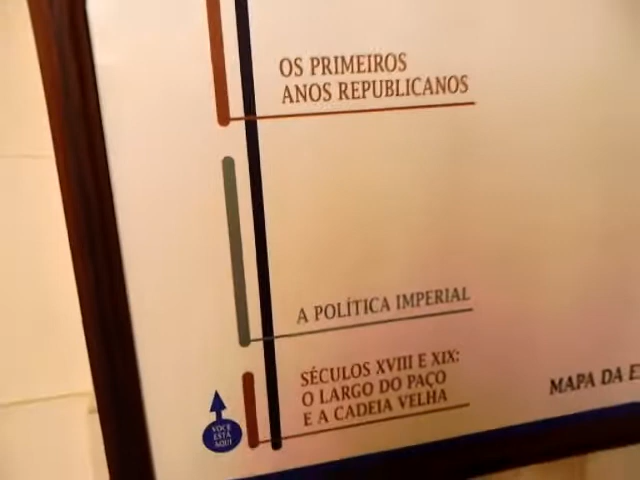 OS PRIMEIROS
ANOS REPUBLICANOS
A POLÍTICA IMPERIAL
SÉCULOS XVIII E XIX:
O LARGO DO PAÇO
E A CADEIA VELHA
VOCÊ
ESTÁ
AQUI
MAPA DA